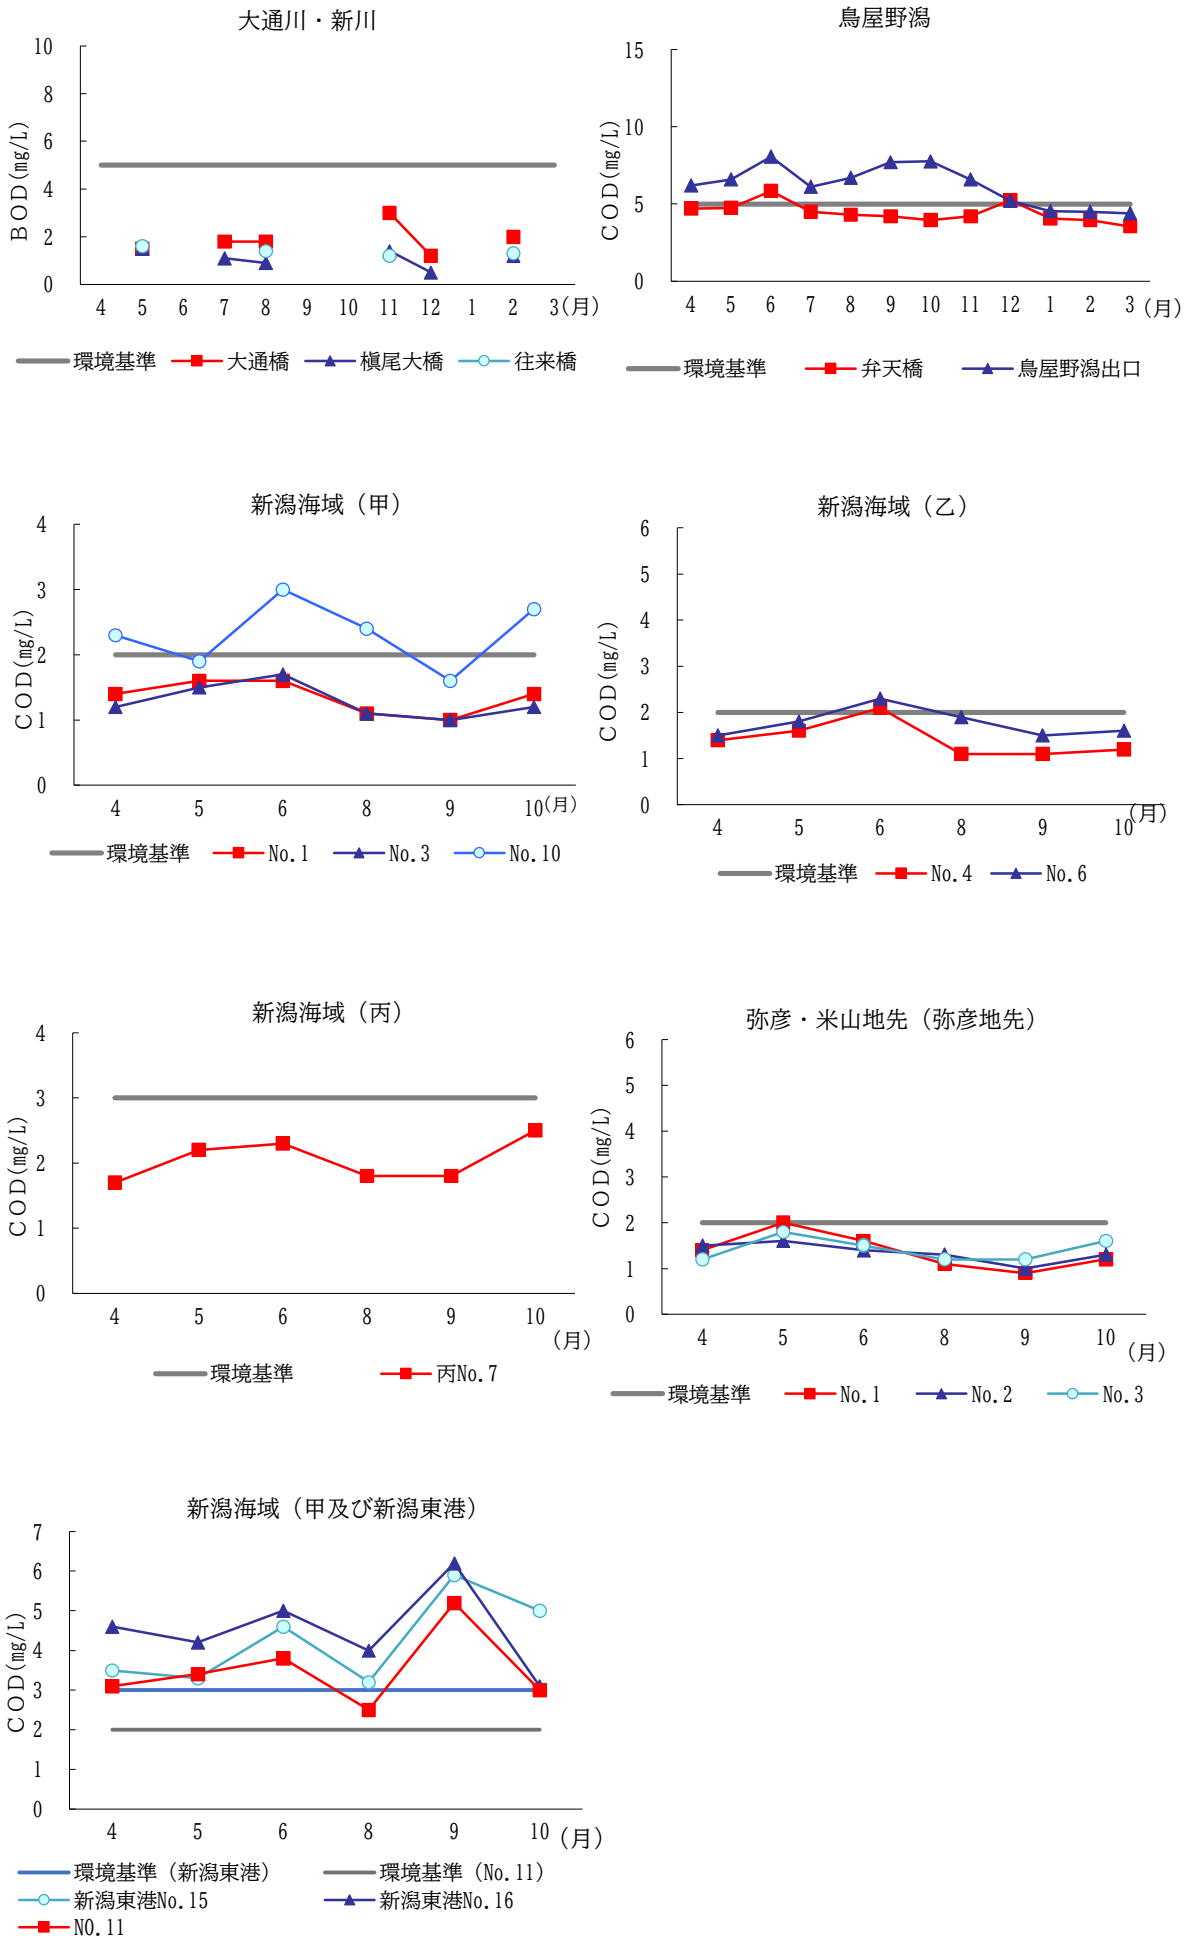 大通川・新川
10
8
6
4
2
0
BOD(mg/L)
4 5 6 7 8 9 10 11 12 1 2 3(月)
環境基準 大通橋 槇尾大橋 往来橋
鳥屋野潟
15
10
5
0
COD(mg/L)
4 5 6 7 8 9 10 11 12 1 2 3 (月)
環境基準 弁天橋 鳥屋野潟出口
新潟海域（甲）
4
3
2
1
0
COD(mg/L)
4 5 6 8 9 10(月)
環境基準 No.1 No.3 No.10
新潟海域（乙）
6
5
4
3
2
1
0
COD(mg/L)
4 5 6 8 9 10 (月)
環境基準 No.4 No.6
新潟海域（丙）
4
3
2
1
0
COD(mg/L)
4 5 6 8 9 10
(月)
環境基準 丙No.7
弥彦・米山地先（弥彦地先）
6
5
4
3
2
1
0
COD(mg/L)
4 5 6 8 9 10 (月)
環境基準 No.1 No.2 No.3
新潟海域（甲及び新潟東港）
7
6
5
4
3
2
1
0
COD(mg/L)
4 5 6 8 9 10 (月)
環境基準（新潟東港） 環境基準（No.11）
新潟東港No.15 新潟東港No.16
NO.11